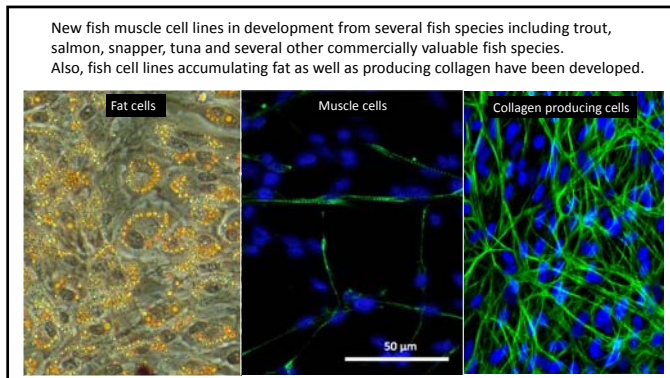 New fish muscle cell lines in development from several fish species including trout,
salmon, snapper, tuna and several other commercially valuable fish species.
Also, fish cell lines accumulating fat as well as producing collagen have been developed.
Fat cells
Muscle cells
Collagen producing cells
50 µm